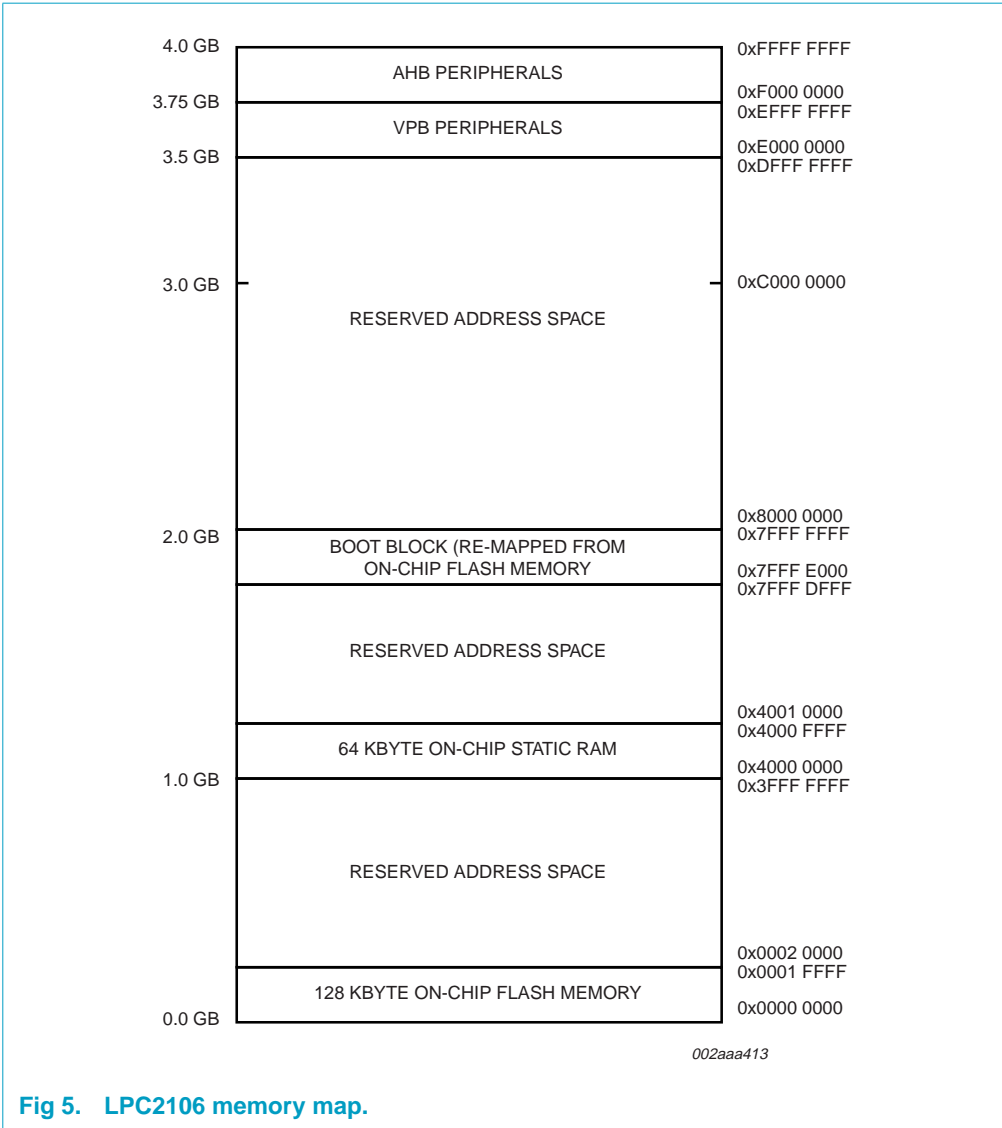 4.0 GB
0xFFFF FFFF
AHB PERIPHERALS
0xF000 0000
3.75 GB
0xEFFF FFFF
VPB PERIPHERALS
0xE000 0000
3.5 GB
0xDFFF FFFF
3.0 GB
0xC000 0000
RESERVED ADDRESS SPACE
0x8000 0000
2.0 GB
0x7FFF FFFF
BOOT BLOCK (RE-MAPPED FROM
ON-CHIP FLASH MEMORY
0x7FFF E000
0x7FFF DFFF
RESERVED ADDRESS SPACE
0x4001 0000
0x4000 FFFF
64 KBYTE ON-CHIP STATIC RAM
0x4000 0000
1.0 GB
0x3FFF FFFF
RESERVED ADDRESS SPACE
0x0002 0000
0x0001 FFFF
128 KBYTE ON-CHIP FLASH MEMORY
0x0000 0000
0.0 GB
002aaa413
Fig 5. LPC2106 memory map.